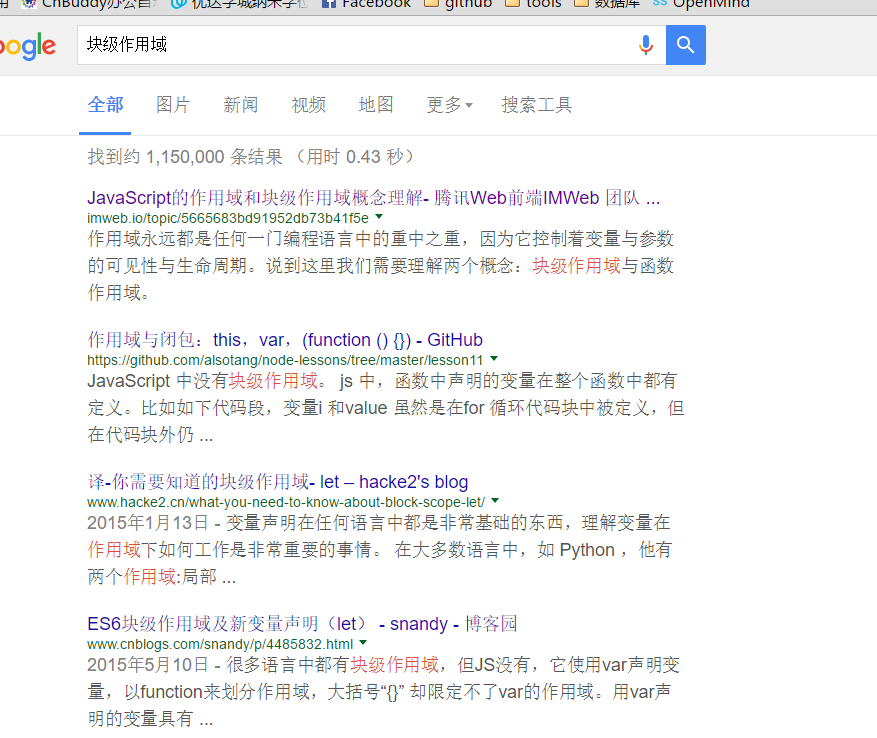 CnBuddy办公自 优达学城纳米学位 Facebook github tools 数据库 OpenMind
oogle 块级作用域
全部 图片 新闻 视频 地图 更多 搜索工具
找到约 1,150,000 条结果 （用时 0.43 秒）
JavaScript的作用域和块级作用域概念理解- 腾讯Web前端IMWeb 团队 ...
imweb.io/topic/5665683bd91952db73b41f5e
作用域永远都是任何一门编程语言中的重中之重，因为它控制着变量与参数
的可见性与生命周期。说到这里我们需要理解两个概念：块级作用域与函数
作用域。
作用域与闭包：this，var，(function () {}) - GitHub
https://github.com/alsotang/node-lessons/tree/master/lesson11
JavaScript 中没有块级作用域。 js 中，函数中声明的变量在整个函数中都有
定义。比如如下代码段，变量i 和value 虽然是在for 循环代码块中被定义，但
在代码块外仍 ...
译-你需要知道的块级作用域- let – hacke2's blog
www.hacke2.cn/what-you-need-to-know-about-block-scope-let/
2015年1月13日 - 变量声明在任何语言中都是非常基础的东西，理解变量在
作用域下如何工作是非常重要的事情。 在大多数语言中，如 Python ，他有
两个作用域:局部 ...
ES6块级作用域及新变量声明（let） - snandy - 博客园
www.cnblogs.com/snandy/p/4485832.html
2015年5月10日 - 很多语言中都有块级作用域，但JS没有，它使用var声明变
量，以function来划分作用域，大括号“{}” 却限定不了var的作用域。用var声
明的变量具有 ...